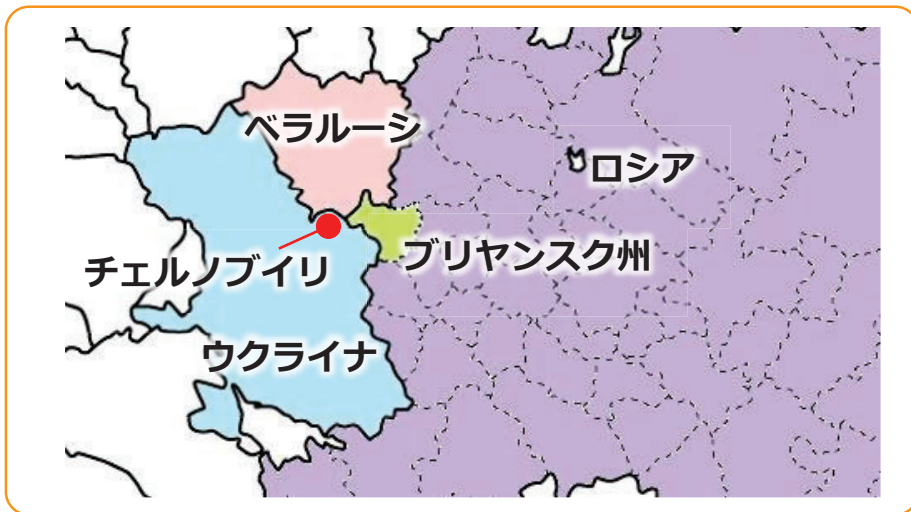 ベラルーシ
ロシア
チェルノブイリ
ブリヤンスク州
ウクライナ